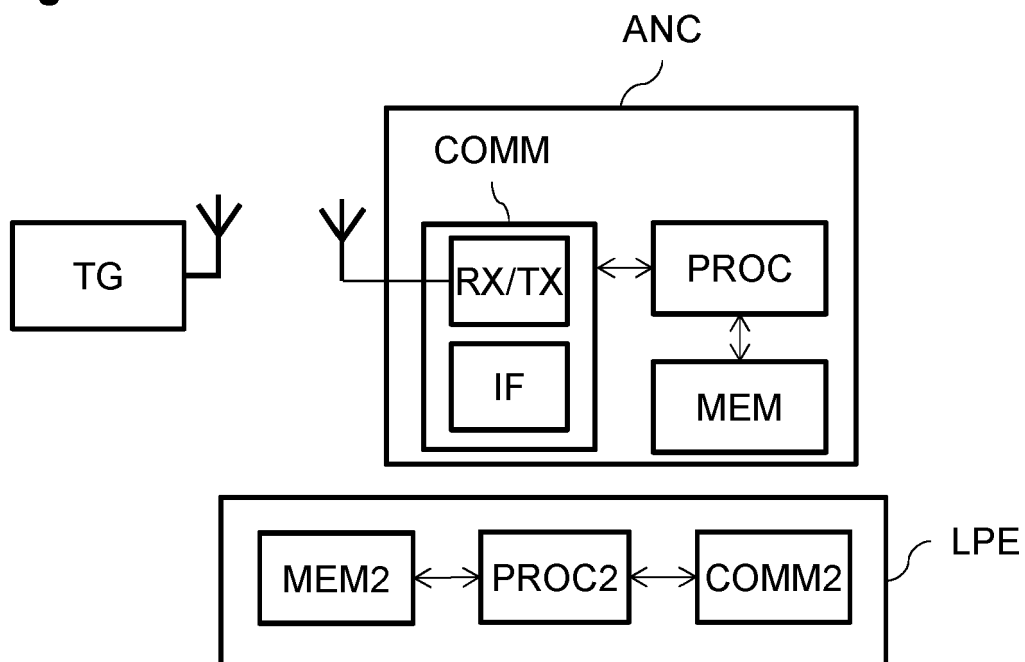 ANC
COMM
TG
RX/TX
PROC
IF
MEM
LPE
MEM2
PROC2
COMM2